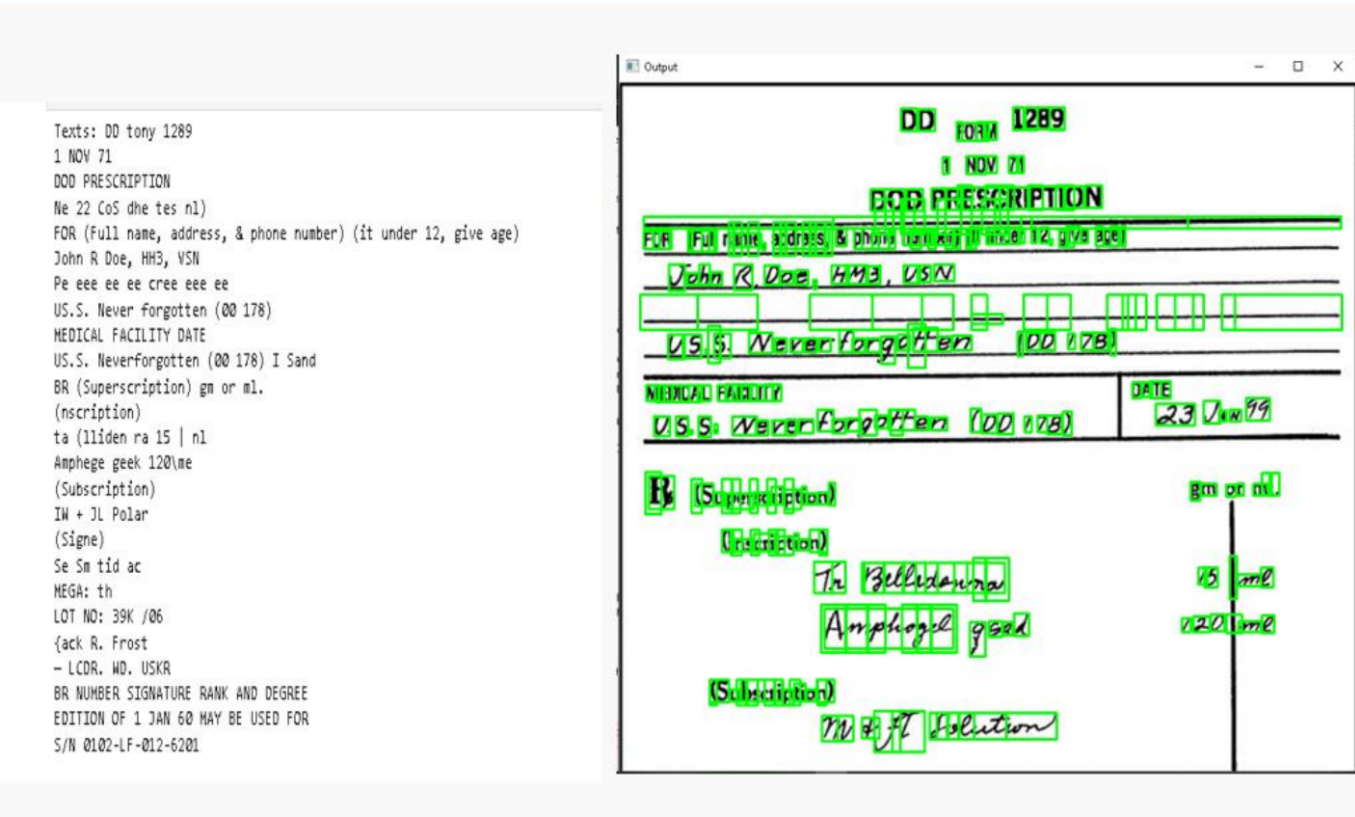 Texts: DD tony 1289
1 NOV 71
DOD PRESCRIPTION
Ne 22 CoS dhe tes nl)
FOR (Full name, address, & phone number) (it under 12, give age)
John R Doe, HH3, VSN
Pe eee ee ee cree eee ee
US.S. Never forgotten (00 178)
MEDICAL FACILITY DATE
US.S. Neverforgotten (00 178) I Sand
BR (Superscription) gm or ml.
(nscription)
ta (lliden ra 15 | nl
Amphege geek 120\me
(Subscription)
IW + JL Polar
(Signe)
Se Sm tid ac
MEGA: th
LOT NO: 39K /06
{ack R. Frost
– LCDR. WD. USKR
BR NUMBER SIGNATURE RANK AND DEGREE
EDITION OF 1 JAN 60 MAY BE USED FOR
S/N 0102-LF-012-6201
Output
DD FORM 1289
1 NOV 71
DOD PRESCRIPTION
FOR (Full name, address, & phone number) (If under 12, give age)
John R. Doe, HM3, USN
U.S.S. Neverforgotten (DD 178)
MEDICAL FACILITY DATE
U.S.S. Neverforgotten (DD 178) 23 Jan 99
℞ (Superscription) gm or ml.
(Inscription)
Tr Belladonna 15 ml
Amphogel qsad 120 ml
(Subscription)
M & ft Solution